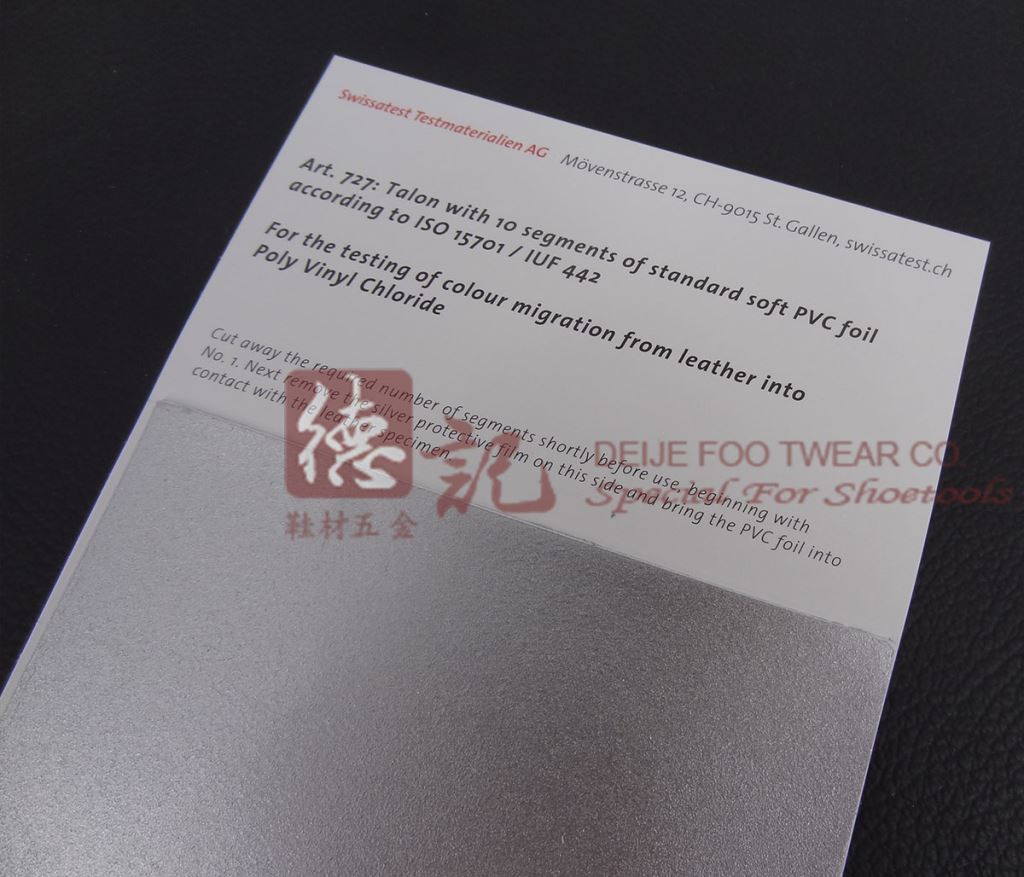 Swissatest Testmaterialien AG Mövenstrasse 12, CH-9015 St. Gallen, swissatest.ch
Art. 727: Talon with 10 segments of standard soft PVC foil
according to ISO 15701 / IUF 442
For the testing of colour migration from leather into
Poly Vinyl Chloride
Cut away the required number of segments shortly before use, beginning with
No. 1. Next remove the silver protective film on this side and bring the PVC foil into
contact with the leather specimen.
德記
鞋材五金
DEIJE FOO TWEAR CO.
Special For Shoetools